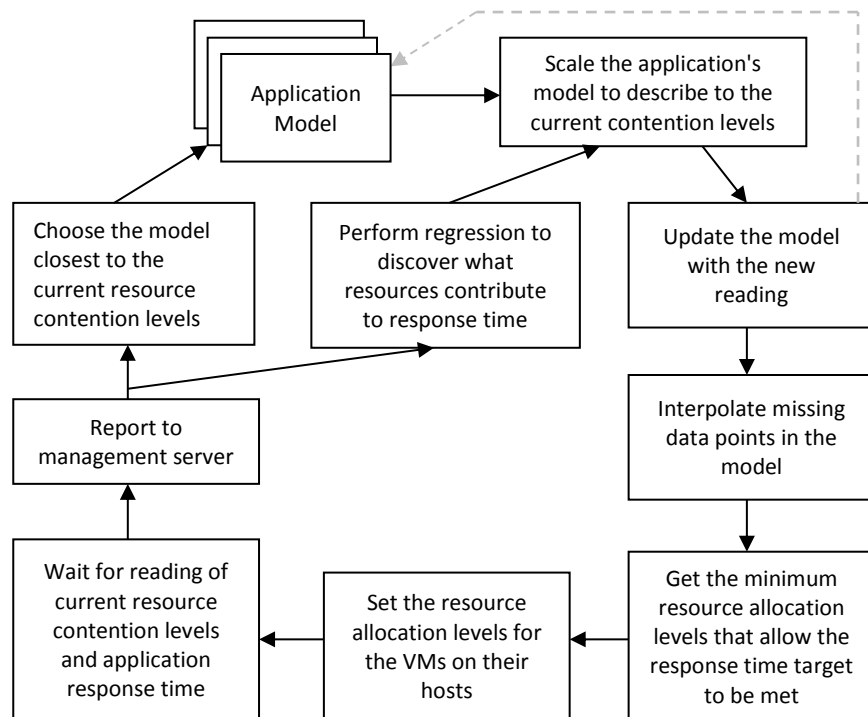 Application
Model
Scale the application's
model to describe to the
current contention levels
Choose the model
closest to the
current resource
contention levels
Perform regression to
discover what
resources contribute
to response time
Update the model
with the new
reading
Report to
management server
Interpolate missing
data points in the
model
Wait for reading of
current resource
contention levels
and application
response time
Set the resource
allocation levels for
the VMs on their
hosts
Get the minimum
resource allocation
levels that allow the
response time target
to be met